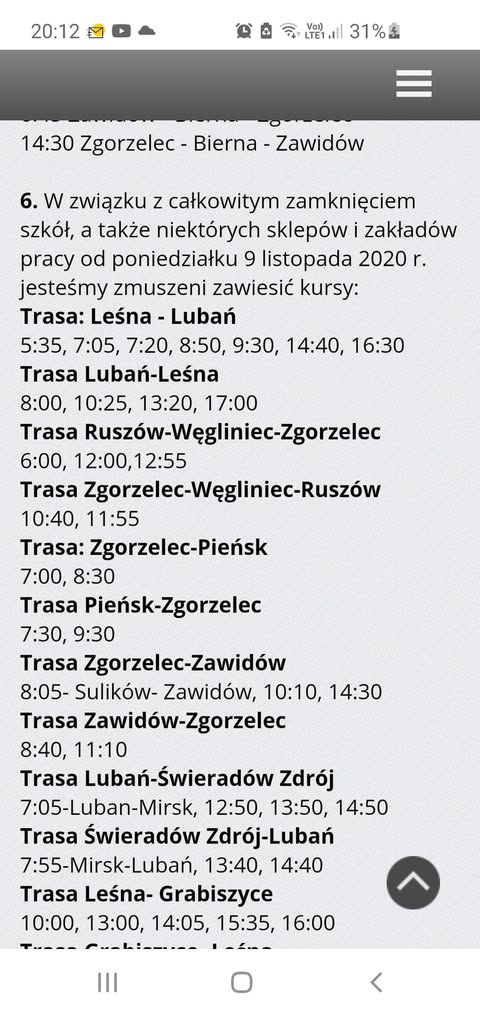 20:12
Vo))
LTE1
31%
14:30 Zgorzelec - Bierna - Zawidów
6. W związku z całkowitym zamknięciem
szkół, a także niektórych sklepów i zakładów
pracy od poniedziałku 9 listopada 2020 r.
jesteśmy zmuszeni zawiesić kursy:
Trasa: Leśna - Lubań
5:35, 7:05, 7:20, 8:50, 9:30, 14:40, 16:30
Trasa Lubań-Leśna
8:00, 10:25, 13:20, 17:00
Trasa Ruszów-Węgliniec-Zgorzelec
6:00, 12:00,12:55
Trasa Zgorzelec-Węgliniec-Ruszów
10:40, 11:55
Trasa: Zgorzelec-Pieńsk
7:00, 8:30
Trasa Pieńsk-Zgorzelec
7:30, 9:30
Trasa Zgorzelec-Zawidów
8:05- Sulików- Zawidów, 10:10, 14:30
Trasa Zawidów-Zgorzelec
8:40, 11:10
Trasa Lubań-Świeradów Zdrój
7:05-Luban-Mirsk, 12:50, 13:50, 14:50
Trasa Świeradów Zdrój-Lubań
7:55-Mirsk-Lubań, 13:40, 14:40
Trasa Leśna- Grabiszyce
10:00, 13:00, 14:05, 15:35, 16:00
Trasa Grabiszyce- Leśna